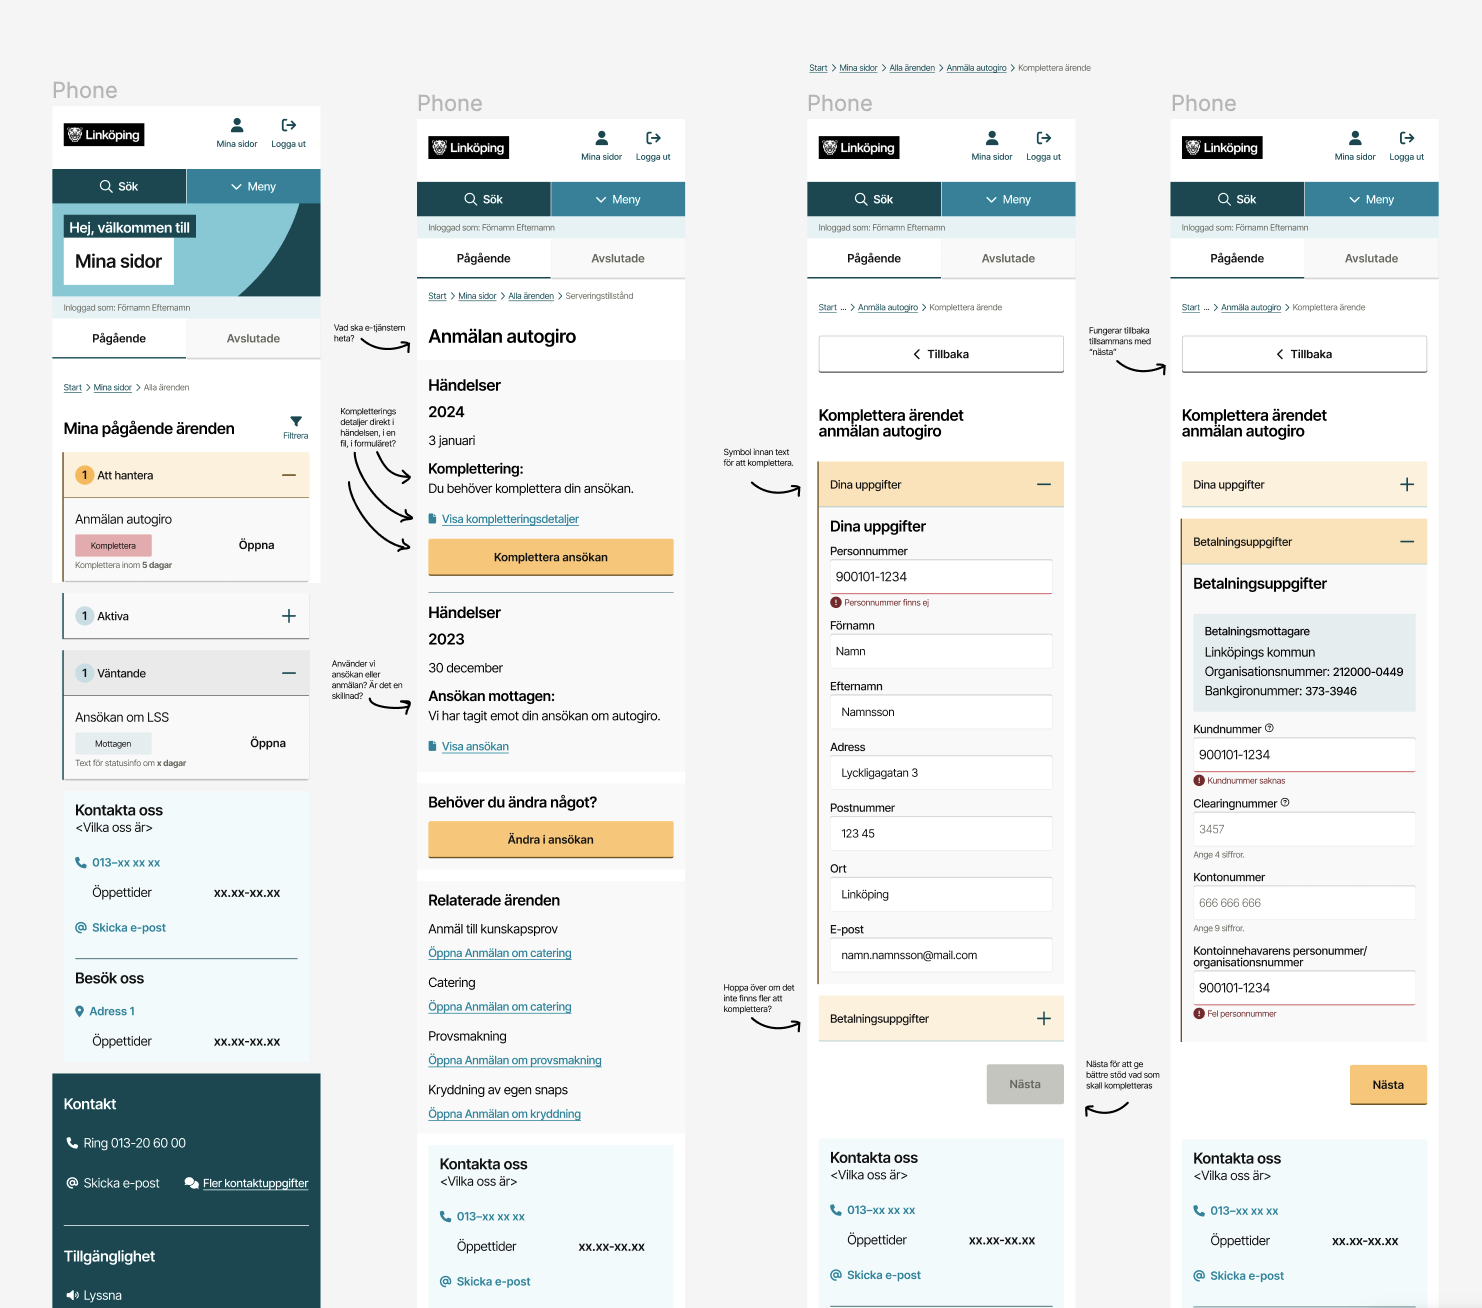 Phone
Linköping
Mina sidor
Logga ut
Sök
Meny
Hej, välkommen till
Mina sidor
Inloggad som: Förnamn Efternamn
Pågående
Avslutade
Start > Mina sidor > Alla ärenden
Mina pågående ärenden
Filtrera
1 Att hantera
Anmälan autogiro
Komplettera
Öppna
Komplettera inom 5 dagar
1 Aktiva
1 Väntande
Ansökan om LSS
Mottagen
Öppna
Text för statusinfo om x dagar
Kontakta oss
<Vilka oss är>
013-xx xx xx
Öppettider xx.xx-xx.xx
Skicka e-post
Besök oss
Adress 1
Öppettider xx.xx-xx.xx
Kontakt
Ring 013-20 60 00
Skicka e-post
Fler kontaktuppgifter
Tillgänglighet
Lyssna
Vad ska e-tjänstern
heta?
Kompletterings
detaljer direkt i
händelsen, i en
fil, i formuläret?
Använder vi
ansökan eller
anmälan? Är det en
skillnad?
Phone
Linköping
Mina sidor
Logga ut
Sök
Meny
Inloggad som: Förnamn Efternamn
Pågående
Avslutade
Start > Mina sidor > Alla ärenden > Serveringstillstånd
Anmälan autogiro
Händelser
2024
3 januari
Komplettering:
Du behöver komplettera din ansökan.
Visa kompletteringsdetaljer
Komplettera ansökan
Händelser
2023
30 december
Ansökan mottagen:
Vi har tagit emot din ansökan om autogiro.
Visa ansökan
Behöver du ändra något?
Ändra i ansökan
Relaterade ärenden
Anmäl till kunskapsprov
Öppna Anmälan om catering
Catering
Öppna Anmälan om catering
Provsmakning
Öppna Anmälan om provsmakning
Kryddning av egen snaps
Öppna Anmälan om kryddning
Kontakta oss
<Vilka oss är>
013-xx xx xx
Öppettider xx.xx-xx.xx
Skicka e-post
Symbol innan text
för att komplettera.
Hoppa över om det
inte finns fler att
komplettera?
Start > Mina sidor > Alla ärenden > Anmäla autogiro > Komplettera ärende
Phone
Linköping
Mina sidor
Logga ut
Sök
Meny
Inloggad som: Förnamn Efternamn
Pågående
Avslutade
Start ... > Anmäla autogiro > Komplettera ärende
Tillbaka
Komplettera ärendet
anmälan autogiro
Dina uppgifter
Dina uppgifter
Personnummer
900101-1234
Personnummer finns ej
Förnamn
Namn
Efternamn
Namnsson
Adress
Lyckligagatan 3
Postnummer
123 45
Ort
Linköping
E-post
namn.namnsson@mail.com
Betalningsuppgifter
Nästa
Kontakta oss
<Vilka oss är>
013-xx xx xx
Öppettider xx.xx-xx.xx
Skicka e-post
Fungerar tillbaka
tillsammans med
"nästa"
Nästa för att ge
bättre stöd vad som
skall kompletteras
Phone
Linköping
Mina sidor
Logga ut
Sök
Meny
Inloggad som: Förnamn Efternamn
Pågående
Avslutade
Start ... > Anmäla autogiro > Komplettera ärende
Tillbaka
Komplettera ärendet
anmälan autogiro
Dina uppgifter
Betalningsuppgifter
Betalningsuppgifter
Betalningsmottagare
Linköpings kommun
Organisationsnummer: 212000-0449
Bankgironummer: 373-3946
Kundnummer
900101-1234
Kundnummer saknas
Clearingnummer
3457
Ange 4 siffror.
Kontonummer
666 666 666
Ange 9 siffror.
Kontoinnehavarens personummer/
organisationsnummer
900101-1234
Fel personnummer
Nästa
Kontakta oss
<Vilka oss är>
013-xx xx xx
Öppettider xx.xx-xx.xx
Skicka e-post